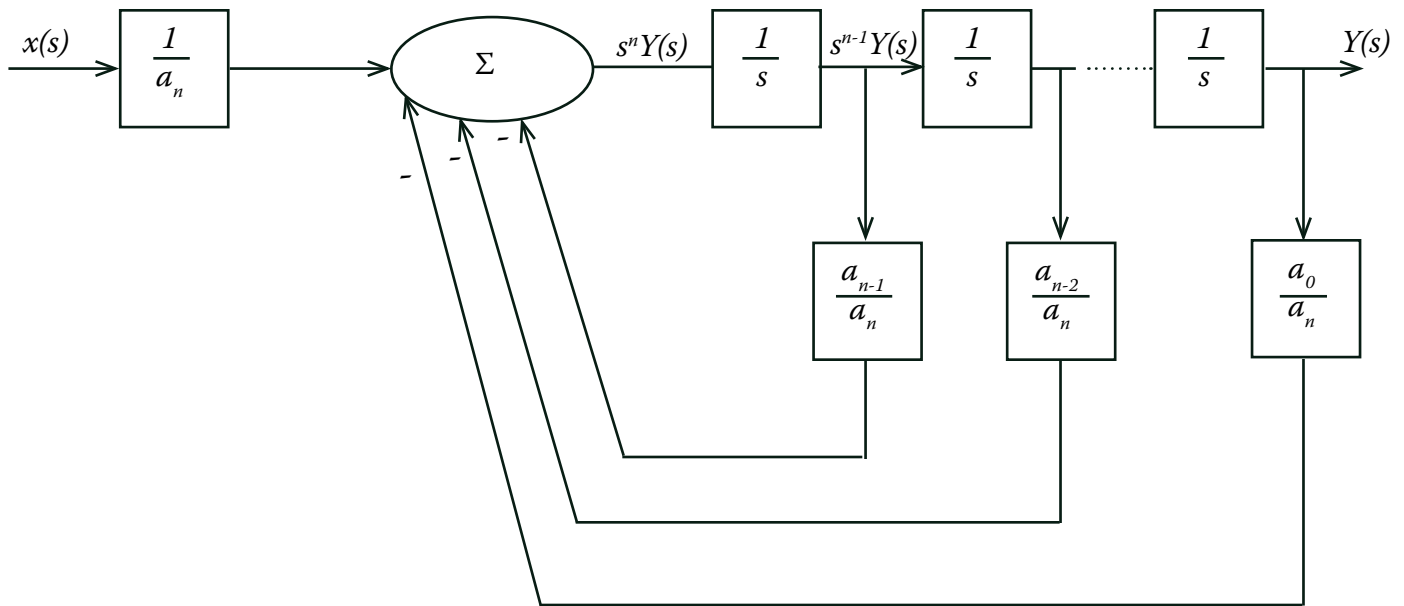 x(s)
1
a_n
Σ
s^nY(s)
1
s
s^{n-1}Y(s)
1
s
1
s
Y(s)
-
-
-
a_{n-1}
a_n
a_{n-2}
a_n
a_0
a_n